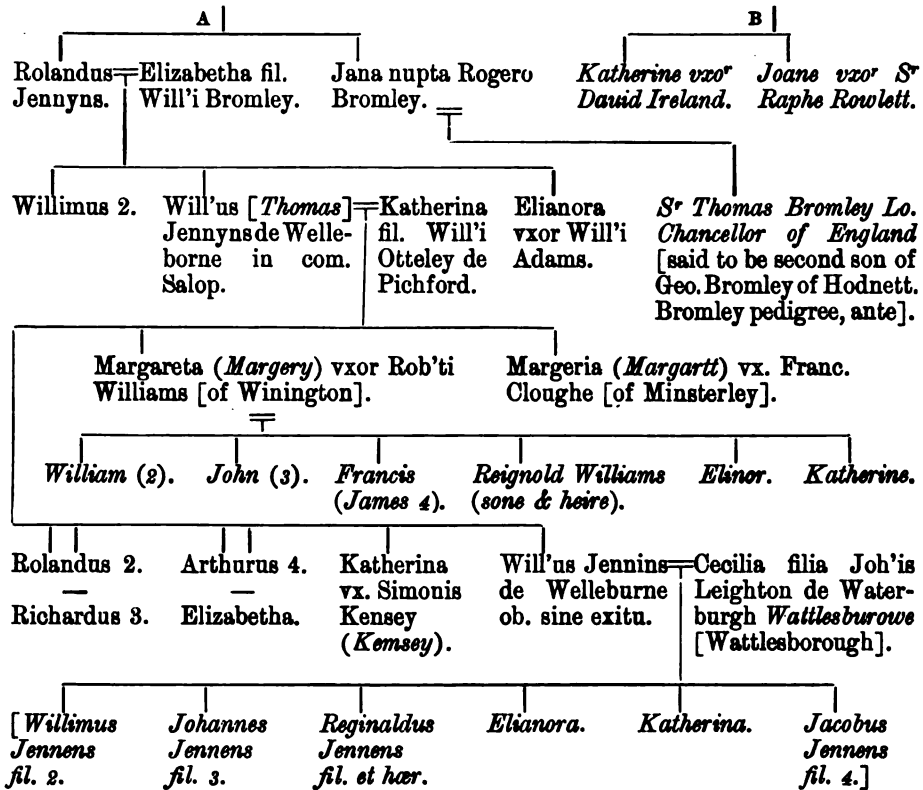 A
B
Rolandus Jennyns.
Elizabetha fil. Will'i Bromley.
Jana nupta Rogero Bromley.
Katherine vxoʳ Dauid Ireland.
Joane vxoʳ Sʳ Raphe Rowlett.
Willimus 2.
Will'us [Thomas] Jennyns de Welle-
borne in com. Salop.
Katherina fil. Will'i Otteley de Pichford.
Elianora vxor Will'i Adams.
Sʳ Thomas Bromley Lo.
Chancellor of England
[said to be second son of
Geo. Bromley of Hodnett.
Bromley pedigree, ante].
Margareta (Margery) vxor Rob'ti
Williams [of Winington].
Margeria (Margartt) vx. Franc.
Cloughe [of Minsterley].
William (2).
John (3).
Francis (James 4).
Reignold Williams (sone & heire).
Elinor.
Katherine.
Rolandus 2.
—
Richardus 3.
Arthurus 4.
—
Elizabetha.
Katherina
vx. Simonis
Kensey
(Kemsey).
Will'us Jennins
de Welleburne
ob. sine exitu.
Cecilia filia Joh'is
Leighton de Water-
burgh Wattlesburowe
[Wattlesborough].
[Willimus Jennens fil. 2.
Johannes Jennens fil. 3.
Reginaldus Jennens fil. et hær.
Elianora.
Katherina.
Jacobus Jennens fil. 4.]